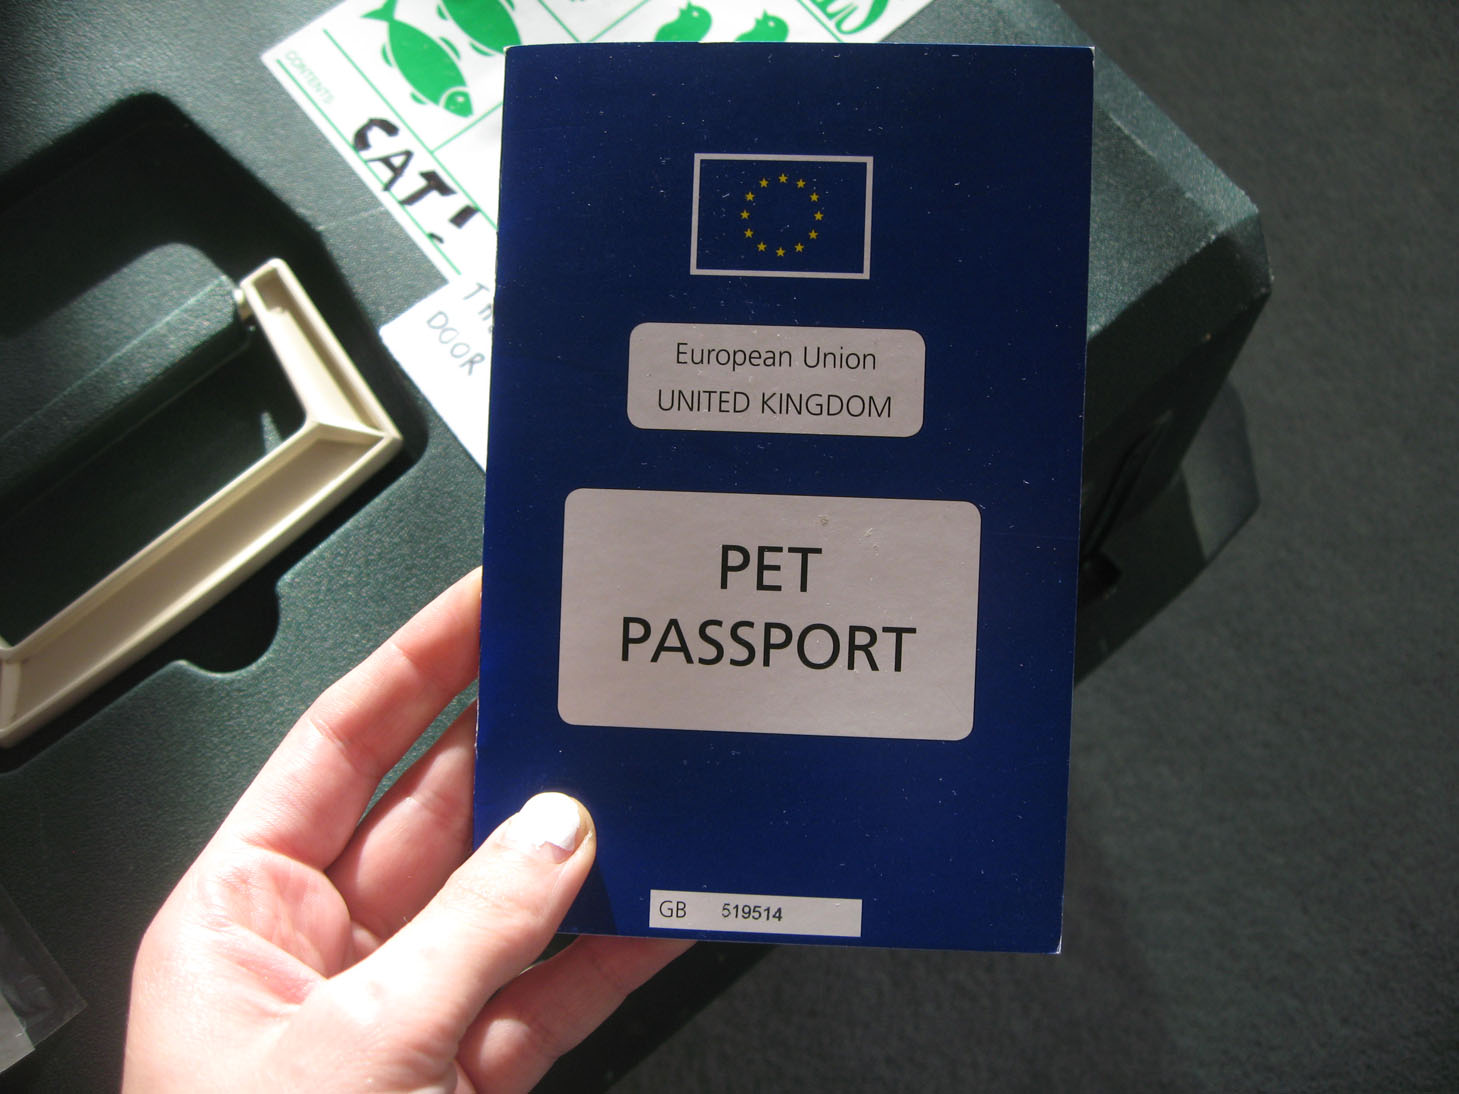 CONTENTS
CAT!
DOOR
European Union
UNITED KINGDOM
PET
PASSPORT
GB 519514